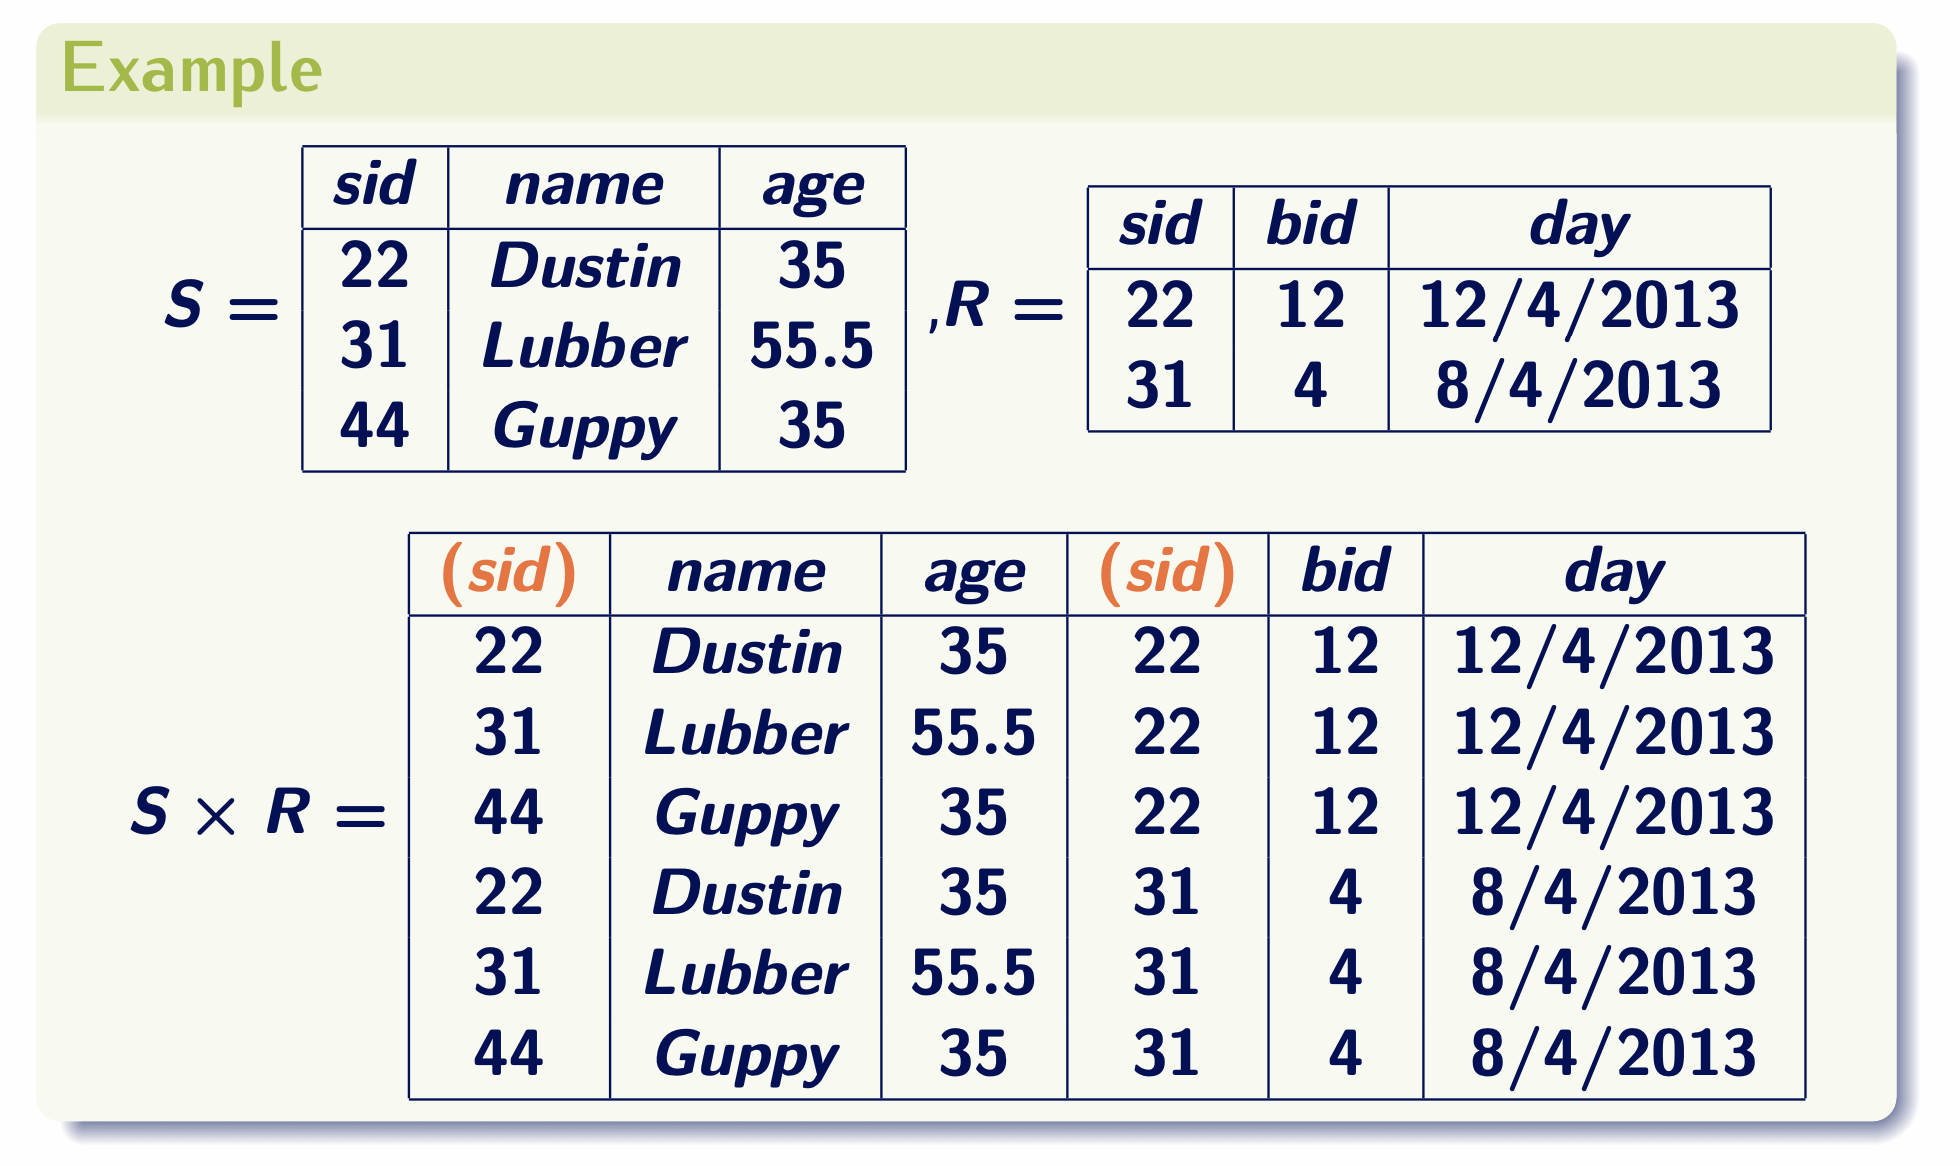 Example
sid name age
22 Dustin 35
31 Lubber 55.5
44 Guppy 35
S =
,R =
sid bid day
22 12 12/4/2013
31 4 8/4/2013
S × R =
(sid) name age (sid) bid day
22 Dustin 35 22 12 12/4/2013
31 Lubber 55.5 22 12 12/4/2013
44 Guppy 35 22 12 12/4/2013
22 Dustin 35 31 4 8/4/2013
31 Lubber 55.5 31 4 8/4/2013
44 Guppy 35 31 4 8/4/2013